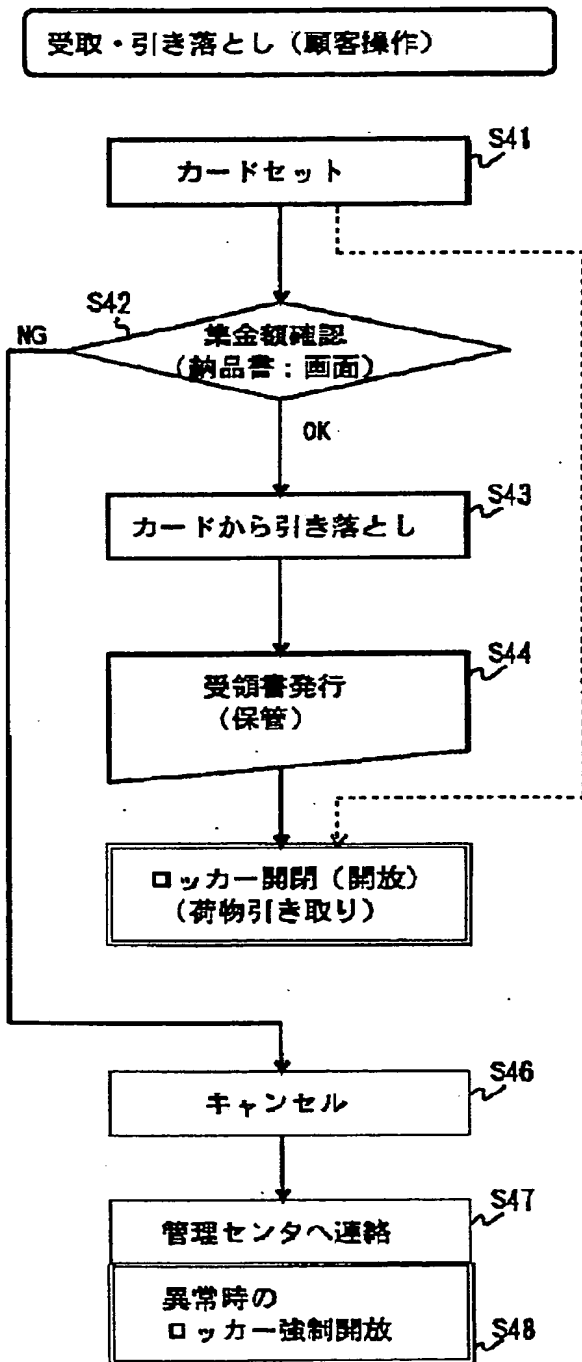 受取・引き落とし（顧客操作）
S41
カードセット
S42
NG
集金額確認
(納品書：画面)
OK
S43
カードから引き落とし
S44
受領書発行
（保管）
ロッカー開閉（開放）
（荷物引き取り）
S46
キャンセル
S47
管理センタへ連絡
異常時の
ロッカー強制開放
S48